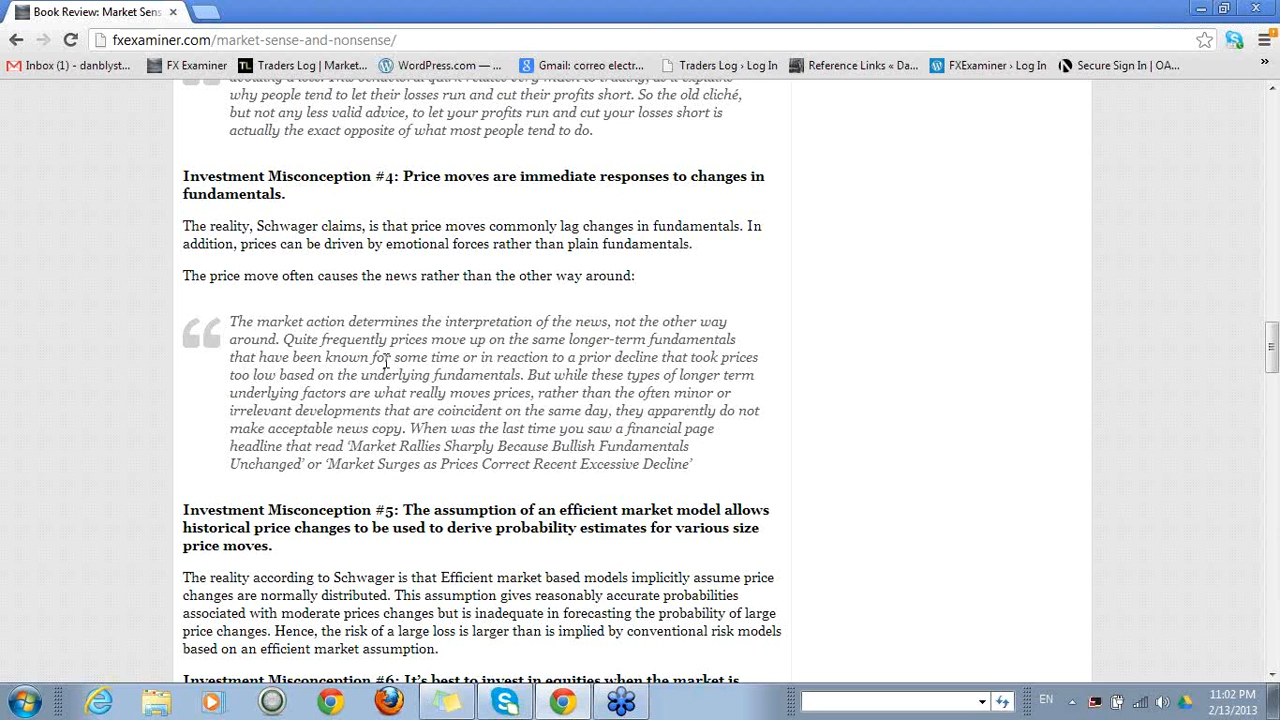 Book Review: Market Sens
fxexaminer.com/market-sense-and-nonsense/
Inbox (1) - danblyst...
FX Examiner
Traders Log | Market...
WordPress.com — ...
Gmail: correo electr...
Traders Log › Log In
Reference Links « Da...
FXExaminer › Log In
Secure Sign In | OA...
why people tend to let their losses run and cut their profits short. So the old cliché,
but not any less valid advice, to let your profits run and cut your losses short is
actually the exact opposite of what most people tend to do.
Investment Misconception #4: Price moves are immediate responses to changes in
fundamentals.
The reality, Schwager claims, is that price moves commonly lag changes in fundamentals. In
addition, prices can be driven by emotional forces rather than plain fundamentals.
The price move often causes the news rather than the other way around:
The market action determines the interpretation of the news, not the other way
around. Quite frequently prices move up on the same longer-term fundamentals
that have been known for some time or in reaction to a prior decline that took prices
too low based on the underlying fundamentals. But while these types of longer term
underlying factors are what really moves prices, rather than the often minor or
irrelevant developments that are coincident on the same day, they apparently do not
make acceptable news copy. When was the last time you saw a financial page
headline that read ‘Market Rallies Sharply Because Bullish Fundamentals
Unchanged’ or ‘Market Surges as Prices Correct Recent Excessive Decline’
Investment Misconception #5: The assumption of an efficient market model allows
historical price changes to be used to derive probability estimates for various size
price moves.
The reality according to Schwager is that Efficient market based models implicitly assume price
changes are normally distributed. This assumption gives reasonably accurate probabilities
associated with moderate prices changes but is inadequate in forecasting the probability of large
price changes. Hence, the risk of a large loss is larger than is implied by conventional risk models
based on an efficient market assumption.
Investment Misconception #6: It’s best to invest in equities when the market is
EN
11:02 PM
2/13/2013